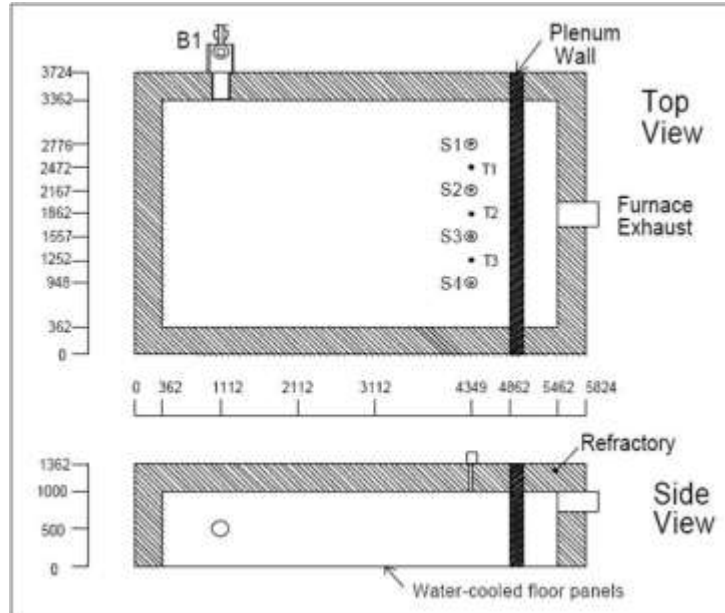 B1
Plenum
Wall
3724
3362
2776
2472
2167
1862
1557
1252
948
362
0
S1
T1
S2
T2
S3
T3
S4
Top
View
Furnace
Exhaust
0 362 1112 2112 3112 4349 4862 5462 5824
1362
1000
500
0
Refractory
Side
View
Water-cooled floor panels